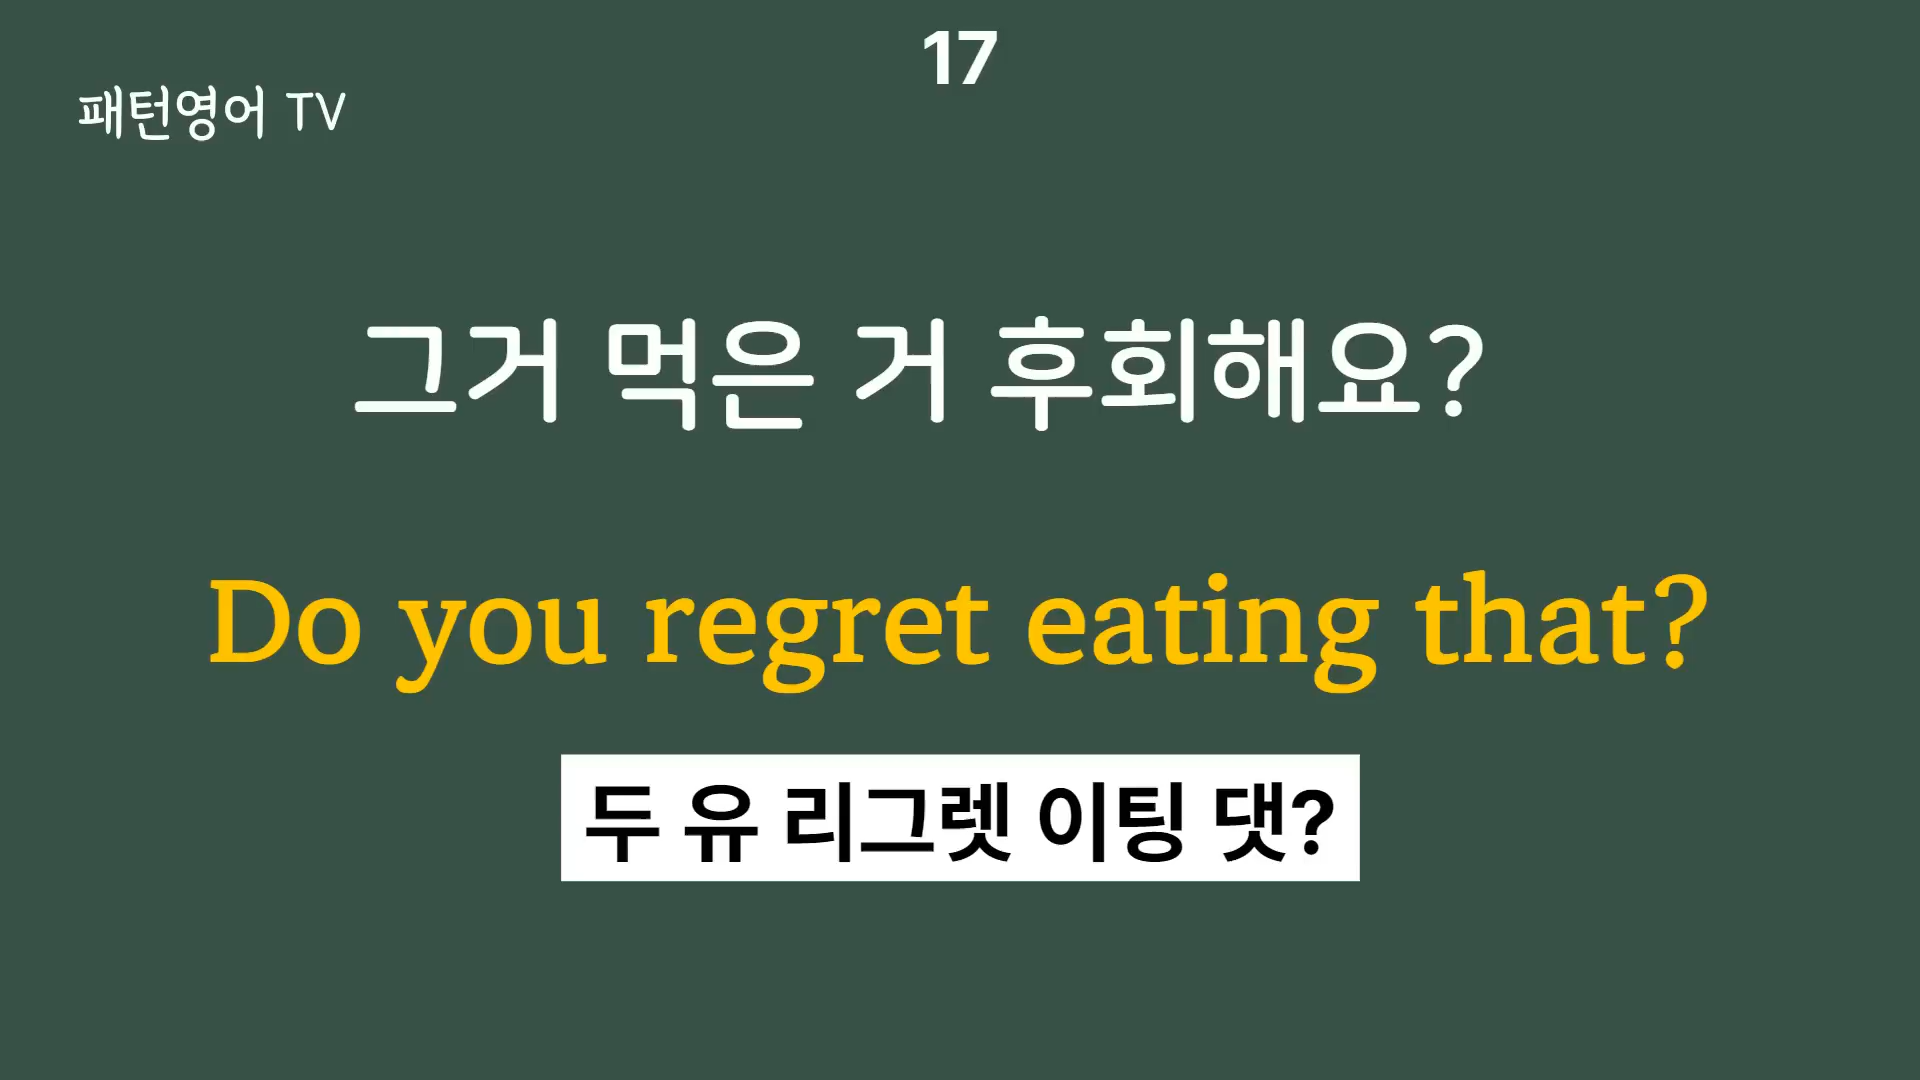 17
패턴영어 TV
그거 먹은 거 후회해요?
Do you regret eating that?
두 유 리그렛 이팅 댓?